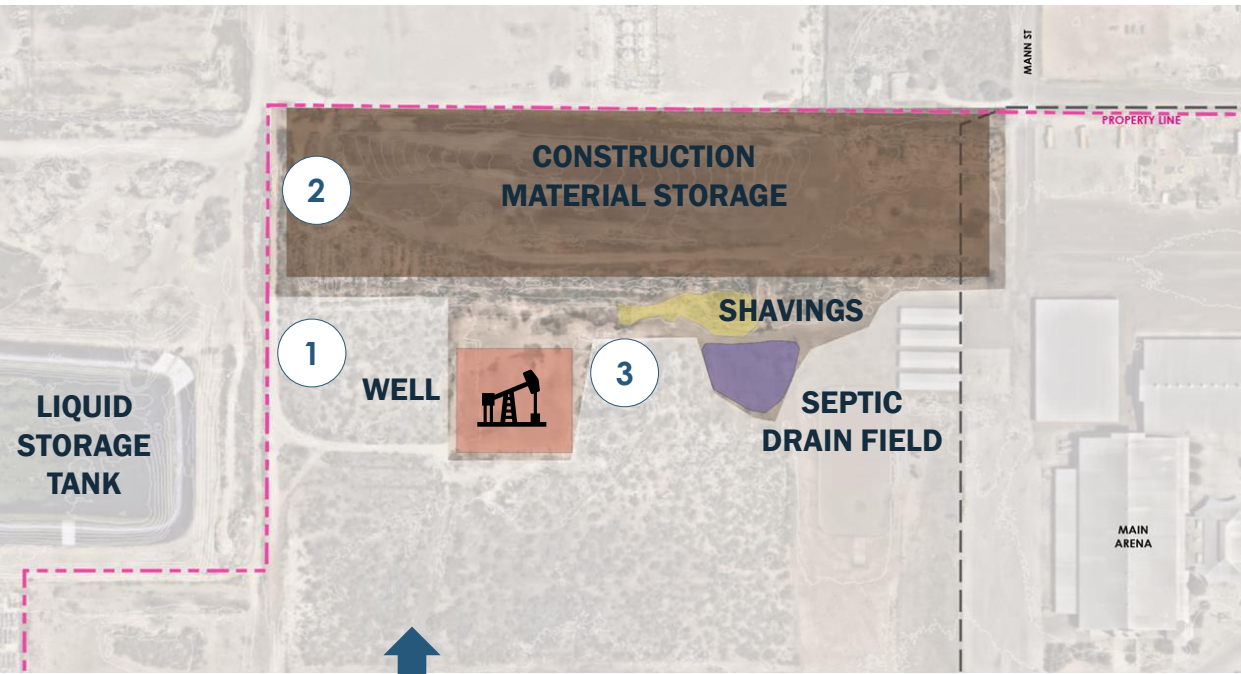 MANN ST
PROPERTY LINE
CONSTRUCTION
MATERIAL STORAGE
2
SHAVINGS
1
3
WELL
LIQUID
STORAGE
TANK
SEPTIC
DRAIN FIELD
MAIN
ARENA